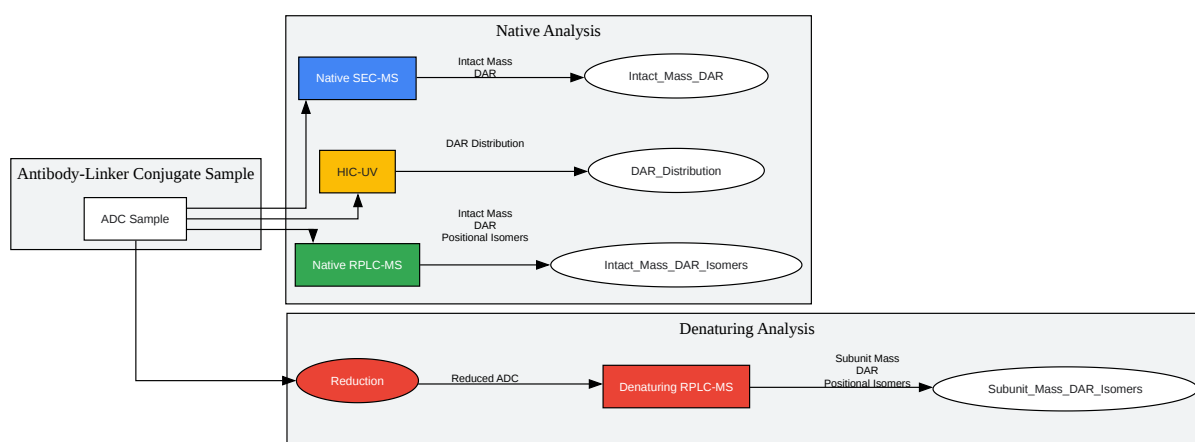 Native Analysis
Native SEC-MS
Intact Mass
DAR
Intact_Mass_DAR
HIC-UV
DAR Distribution
DAR_Distribution
Antibody-Linker Conjugate Sample
ADC Sample
Native RPLC-MS
Intact Mass
DAR
Positional Isomers
Intact_Mass_DAR_Isomers
Denaturing Analysis
Reduction
Reduced ADC
Denaturing RPLC-MS
Subunit Mass
DAR
Positional Isomers
Subunit_Mass_DAR_Isomers